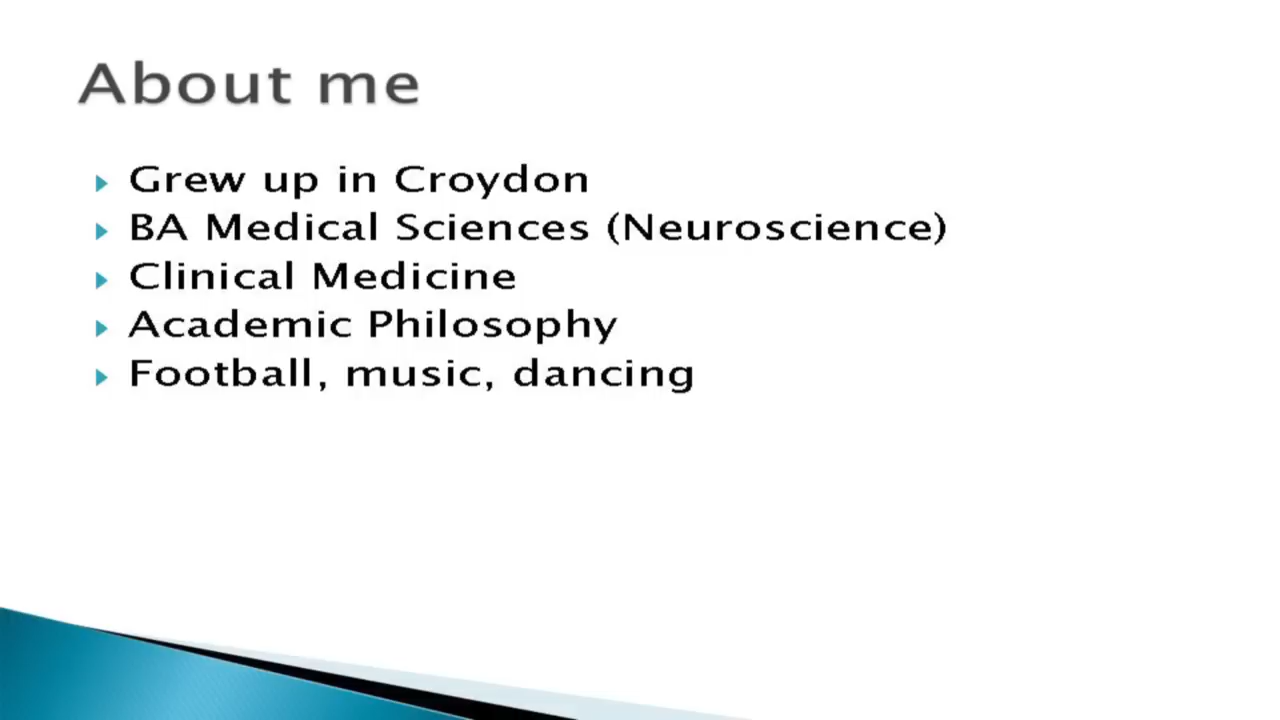 About me
Grew up in Croydon
BA Medical Sciences (Neuroscience)
Clinical Medicine
Academic Philosophy
Football, music, dancing